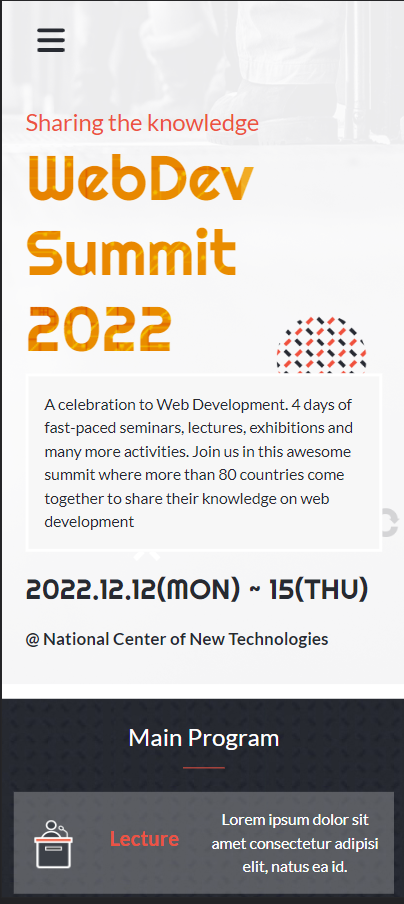 Sharing the knowledge
WebDev
Summit
2022
A celebration to Web Development. 4 days of
fast-paced seminars, lectures, exhibitions and
many more activities. Join us in this awesome
summit where more than 80 countries come
together to share their knowledge on web
development
2022.12.12(MON) ~ 15(THU)
@ National Center of New Technologies
Main Program
Lecture
Lorem ipsum dolor sit
amet consectetur adipisi
elit, natus ea id.